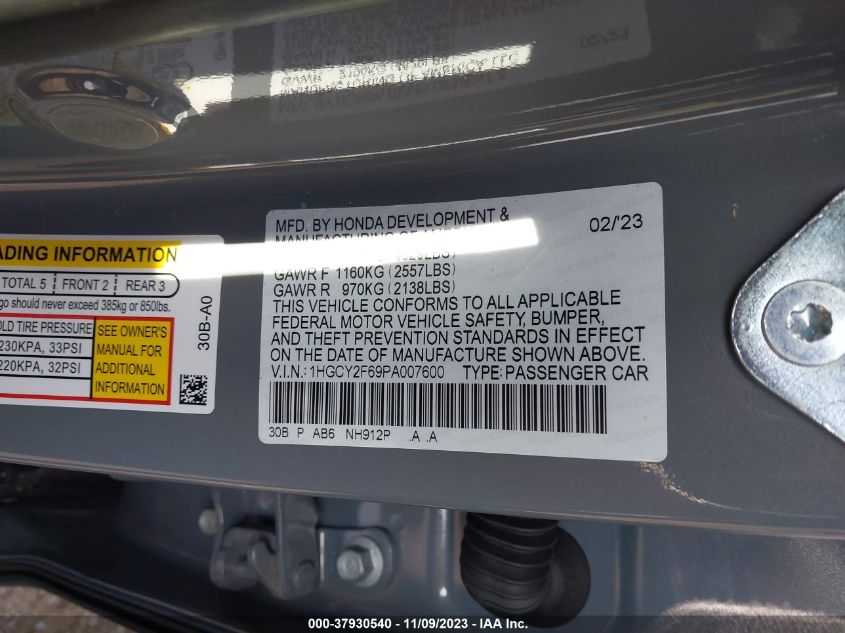 02/'23
MFD. BY HONDA DEVELOPMENT &
02/'23
GAWR F 1160KG (2557LBS)
GAWR R 970KG (2138LBS)
THIS VEHICLE CONFORMS TO ALL APPLICABLE
FEDERAL MOTOR VEHICLE SAFETY, BUMPER,
AND THEFT PREVENTION STANDARDS IN EFFECT
ON THE DATE OF MANUFACTURE SHOWN ABOVE.
V.I.N.: 1HGCY2F69PA007600 TYPE: PASSENGER CAR
30B P AB6 NH912P .A .A
INFORMATION
TOTAL 5 FRONT 2 REAR 3
should never exceed 385kg or 850lbs.
TIRE PRESSURE
230KPA, 33PSI
220KPA, 32PSI
SEE OWNER'S
MANUAL FOR
ADDITIONAL
INFORMATION
30B-A0
000-37930540 - 11/09/2023 - IAA Inc.